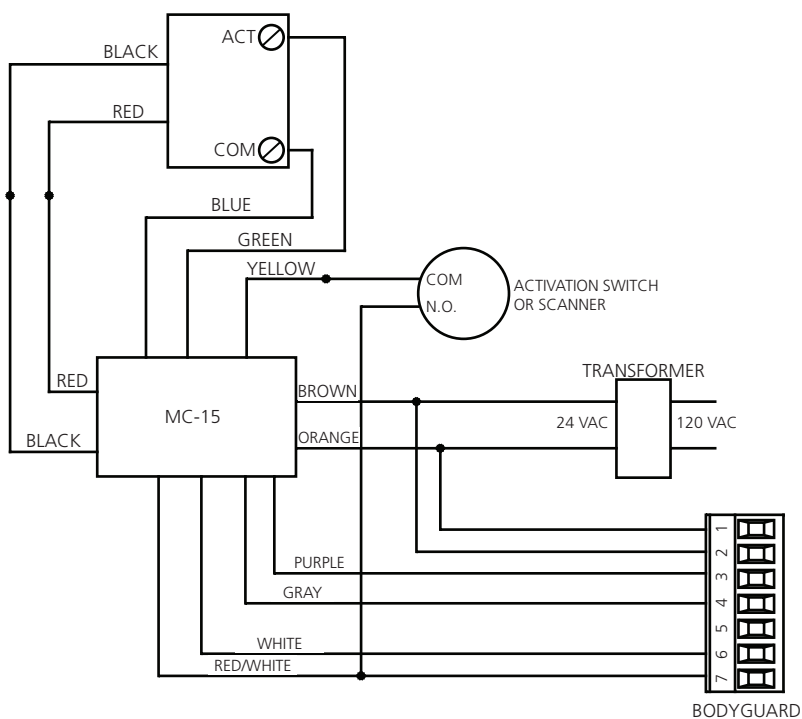 ACT
BLACK
RED
COM
BLUE
GREEN
YELLOW
COM
N.O.
ACTIVATION SWITCH
OR SCANNER
TRANSFORMER
RED
MC-15
BROWN
24 VAC
120 VAC
BLACK
ORANGE
1
2
PURPLE
3
GRAY
4
5
WHITE
6
RED/WHITE
7
BODYGUARD